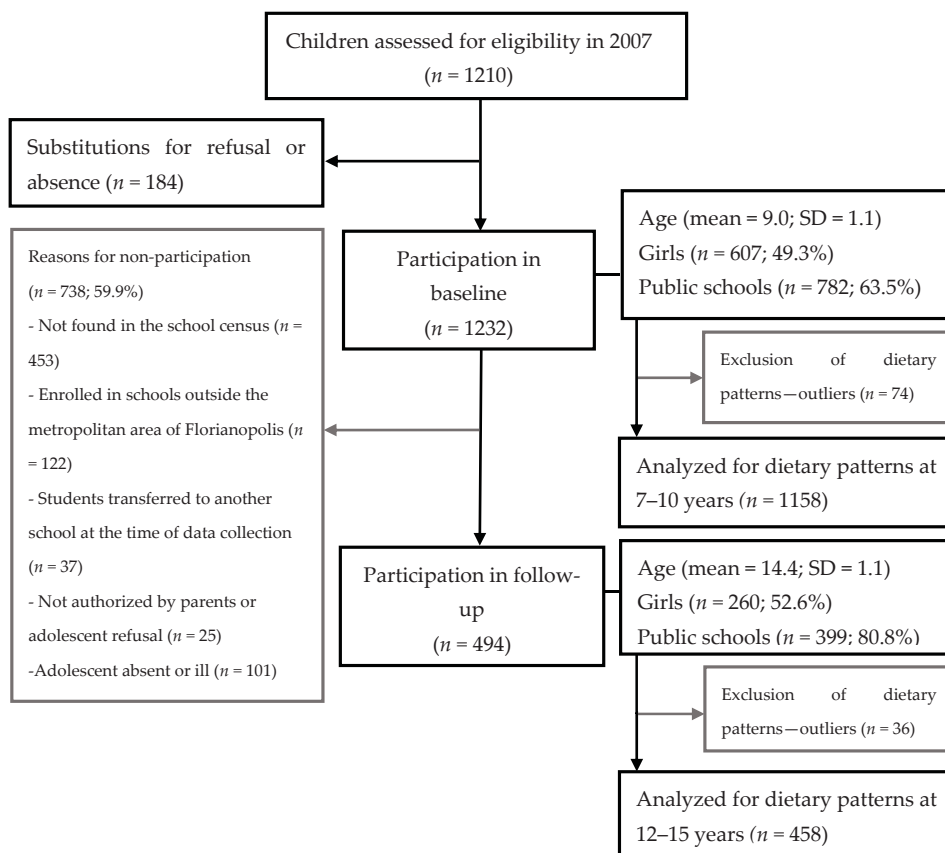 Children assessed for eligibility in 2007
(n = 1210)
Substitutions for refusal or
absence (n = 184)
Participation in
baseline
(n = 1232)
Age (mean = 9.0; SD = 1.1)
Girls (n = 607; 49.3%)
Public schools (n = 782; 63.5%)
Exclusion of dietary
patterns—outliers (n = 74)
Analyzed for dietary patterns at
7–10 years (n = 1158)
Reasons for non-participation
(n = 738; 59.9%)
- Not found in the school census (n =
453)
- Enrolled in schools outside the
metropolitan area of Florianopolis (n
= 122)
- Students transferred to another
school at the time of data collection
(n = 37)
- Not authorized by parents or
adolescent refusal (n = 25)
-Adolescent absent or ill (n = 101)
Participation in follow-
up
(n = 494)
Age (mean = 14.4; SD = 1.1)
Girls (n = 260; 52.6%)
Public schools (n = 399; 80.8%)
Exclusion of dietary
patterns—outliers (n = 36)
Analyzed for dietary patterns at
12–15 years (n = 458)